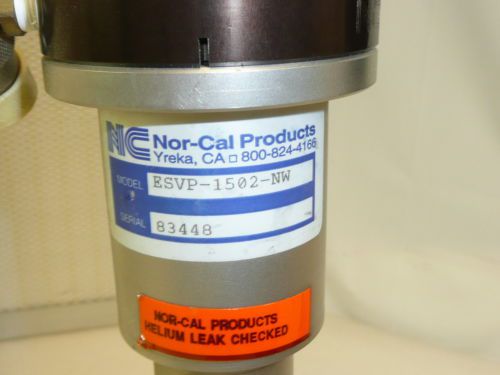 NC Nor-Cal Products
Yreka, CA □ 800-824-4166
MODEL ESVP-1502-NW
SERIAL 83448
NOR-CAL PRODUCTS
HELIUM LEAK CHECKED